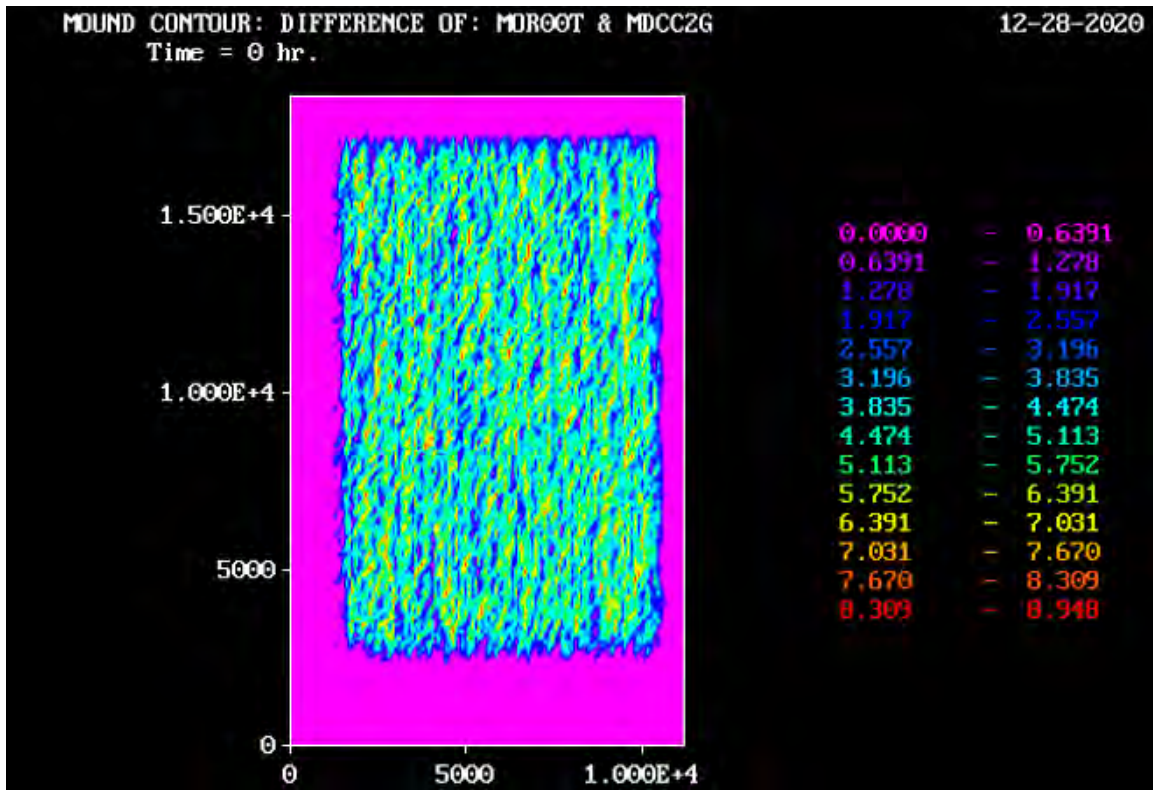 MOUND CONTOUR: DIFFERENCE OF: MOROOT & MDCC2G 12-28-2020
Time = 0 hr.
1.500E+4
1.000E+4
5000
0
0 5000 1.000E+4
0.0000 - 0.6391
0.6391 - 1.278
1.278 - 1.917
1.917 - 2.557
2.557 - 3.196
3.196 - 3.835
3.835 - 4.474
4.474 - 5.113
5.113 - 5.752
5.752 - 6.391
6.391 - 7.031
7.031 - 7.670
7.670 - 8.309
8.309 - 8.948